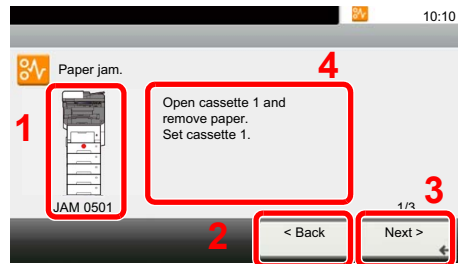 10:10
Paper jam.
4
1
Open cassette 1 and
remove paper.
Set cassette 1.
JAM 0501
1/3
3
2
< Back
Next >